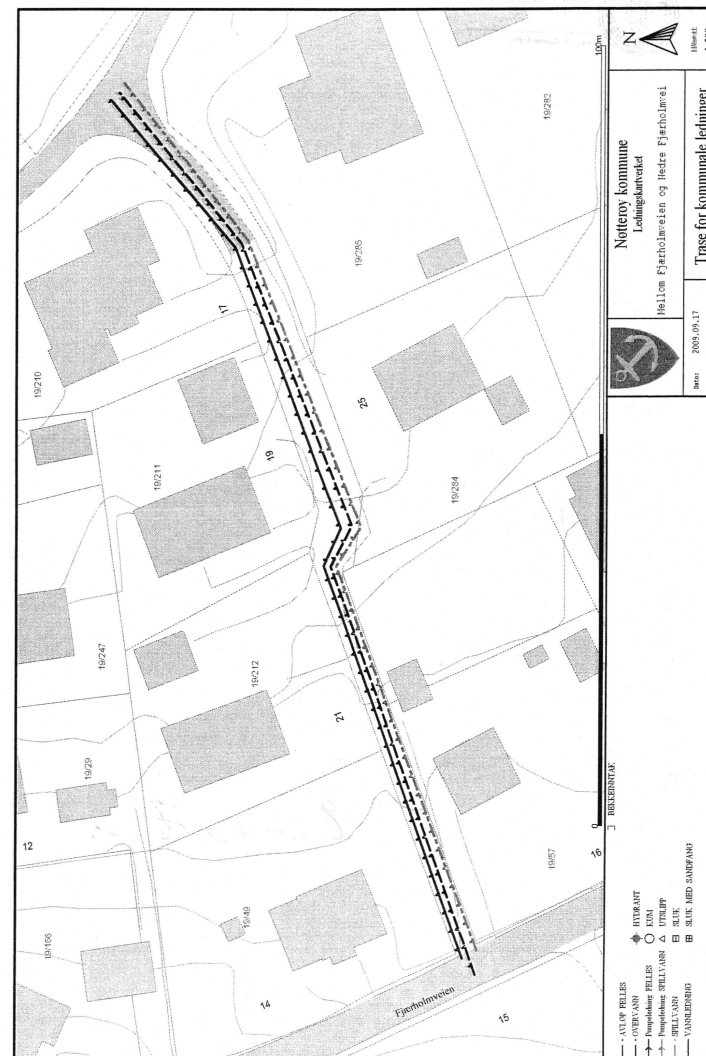 19/282
19/285
17
19/210
25
19
19/211
19/284
19/247
19/212
21
19/29
12
19/57
16
19/166
19/49
14
Fjærholmveien
15
0
100m
N
Nøtterøy kommune
Ledningskartverket
Mellom Fjærholmveien og Nedre Fjærholmvei
Dato: 2009.09.17
Trase for kommunale ledninger
BEKKEINNTAK
AVLØP FELLES
OVERVANN
Pumpeledning FELLES
Pumpeledning SPILLVANN
SPILLVANN
VANNLEDNING
HYDRANT
KUM
UTSLIPP
SLUK
SLUK MED SANDFANG